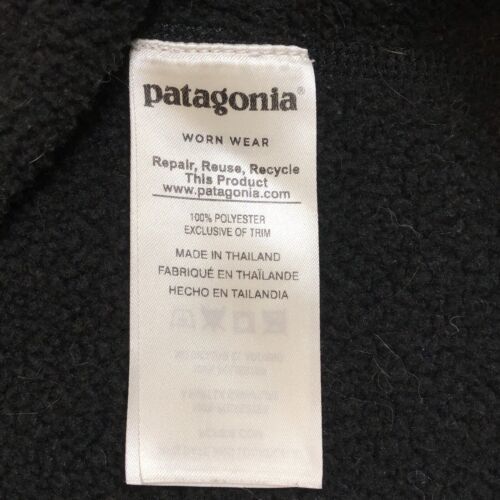 patagonia®
WORN WEAR
Repair, Reuse, Recycle
This Product
www.patagonia.com
100% POLYESTER
EXCLUSIVE OF TRIM
MADE IN THAILAND
FABRIQUÉ EN THAÏLANDE
HECHO EN TAILANDIA